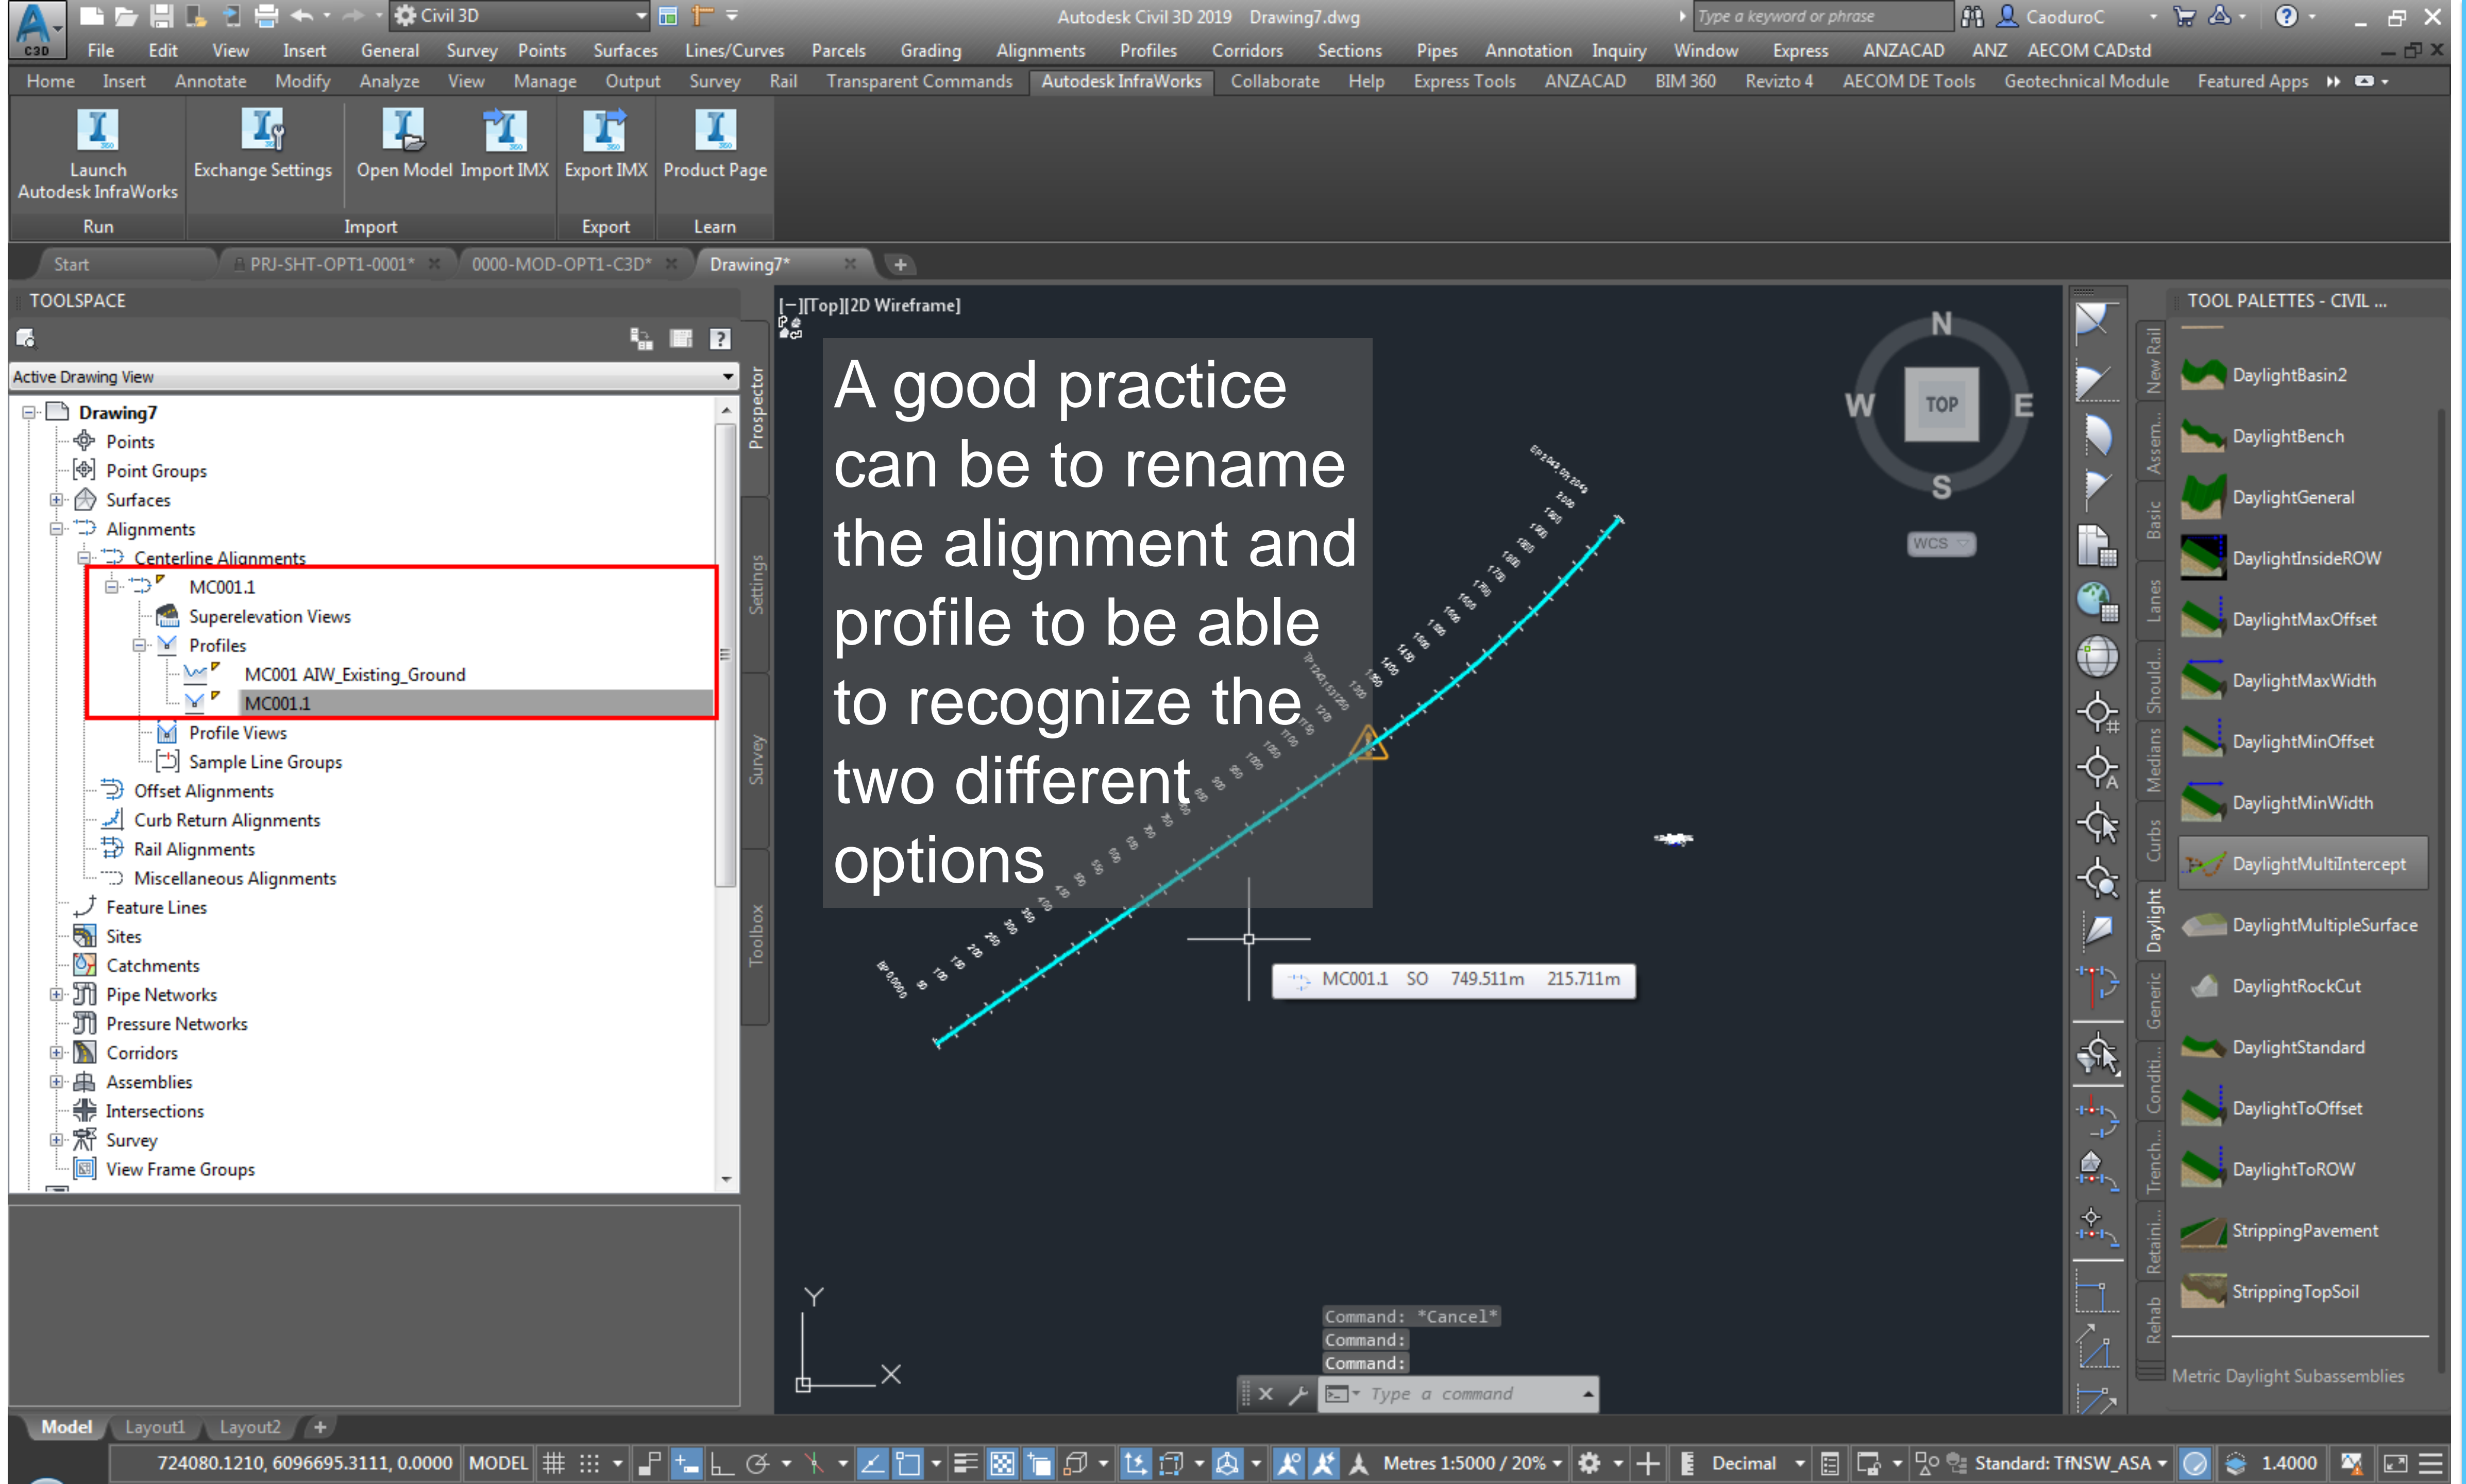 Civil 3D
Autodesk Civil 3D 2019 Drawing7.dwg
Type a keyword or phrase
CaoduroC
C3D File Edit View Insert General Survey Points Surfaces Lines/Curves Parcels Grading Alignments Profiles Corridors Sections Pipes Annotation Inquiry Window Express ANZACAD ANZ AECOM CADstd
Home Insert Annotate Modify Analyze View Manage Output Survey Rail Transparent Commands Autodesk InfraWorks Collaborate Help Express Tools ANZACAD BIM 360 Revizto 4 AECOM DE Tools Geotechnical Module Featured Apps
Launch
Autodesk InfraWorks
Exchange Settings
Open Model
Import IMX
Export IMX
Product Page
Run Import Export Learn
Start PRJ-SHT-OPT1-0001* 0000-MOD-OPT1-C3D* Drawing7*
TOOLSPACE
Active Drawing View
Drawing7
Points
Point Groups
Surfaces
Alignments
Centerline Alignments
MC001.1
Superelevation Views
Profiles
MC001 AIW_Existing_Ground
MC001.1
Profile Views
Sample Line Groups
Offset Alignments
Curb Return Alignments
Rail Alignments
Miscellaneous Alignments
Feature Lines
Sites
Catchments
Pipe Networks
Pressure Networks
Corridors
Assemblies
Intersections
Survey
View Frame Groups
Prospector
Settings
Survey
Toolbox
[−][Top][2D Wireframe]
A good practice
can be to rename
the alignment and
profile to be able
to recognize the
two different
options
N
W TOP E
S
WCS
MC001.1 SO 749.511m 215.711m
Y
X
Command: *Cancel*
Command:
Command:
Type a command
TOOL PALETTES - CIVIL ...
New Rail
Assem...
Basic
Lanes
Should...
Medians
Curbs
Daylight
Generic
Conditi...
Trench...
Retaini...
Rehab
DaylightBasin2
DaylightBench
DaylightGeneral
DaylightInsideROW
DaylightMaxOffset
DaylightMaxWidth
DaylightMinOffset
DaylightMinWidth
DaylightMultiIntercept
DaylightMultipleSurface
DaylightRockCut
DaylightStandard
DaylightToOffset
DaylightToROW
StrippingPavement
StrippingTopSoil
Metric Daylight Subassemblies
Model Layout1 Layout2
724080.1210, 6096695.3111, 0.0000 MODEL Metres 1:5000 / 20% Decimal Standard: TfNSW_ASA 1.4000